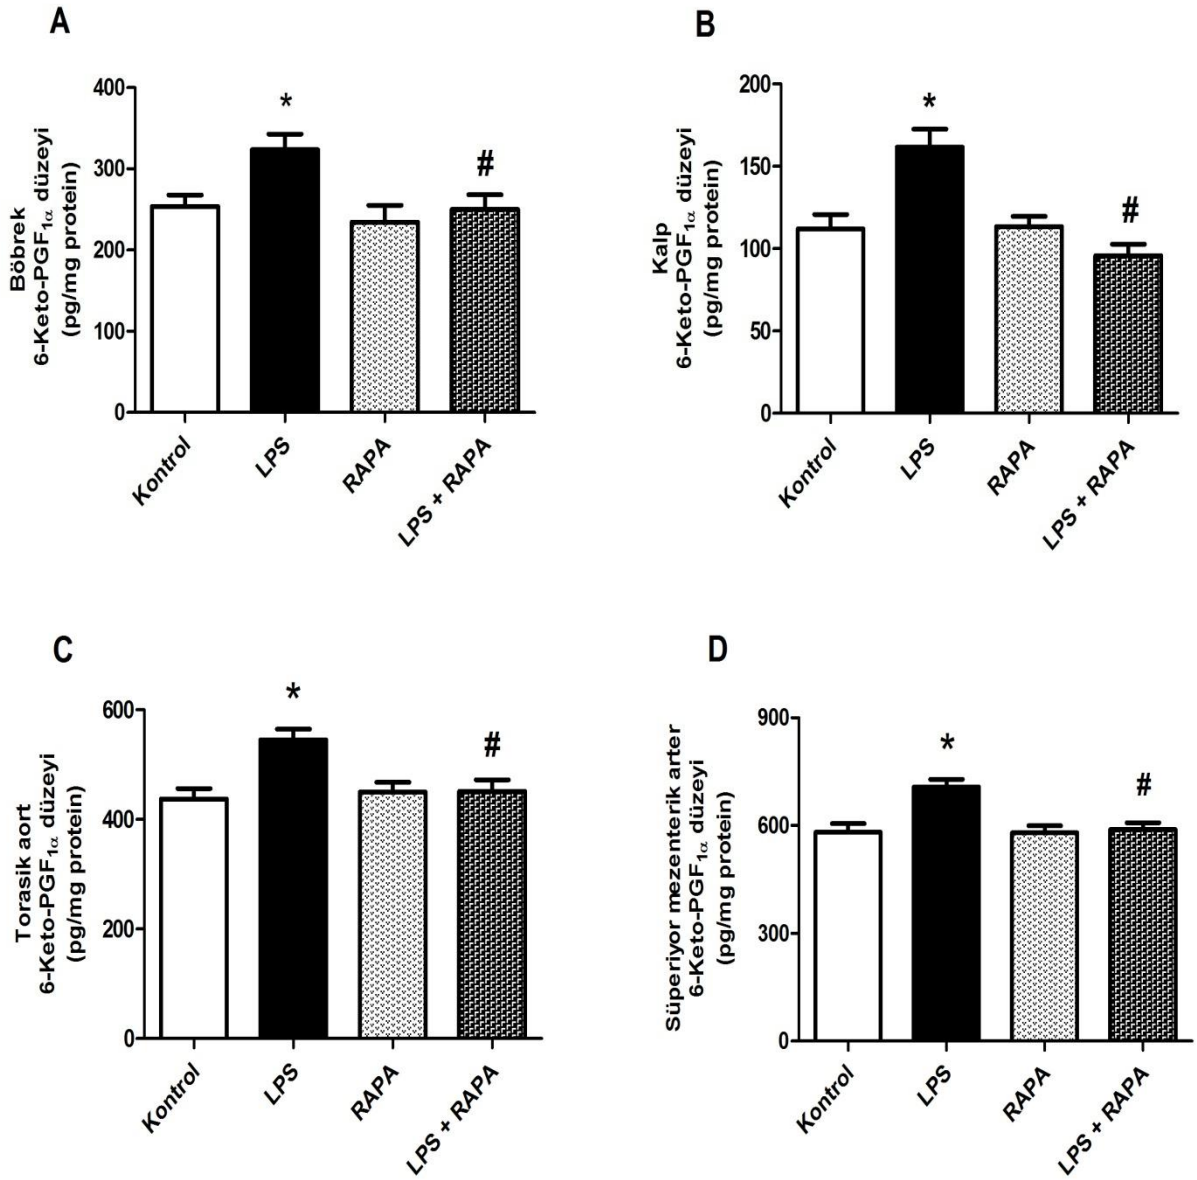 A
Böbrek
6-Keto-PGF1α düzeyi
(pg/mg protein)
400
300
200
100
0
*
#
Kontrol
LPS
RAPA
LPS + RAPA
B
Kalp
6-Keto-PGF1α düzeyi
(pg/mg protein)
200
150
100
50
0
*
#
Kontrol
LPS
RAPA
LPS + RAPA
C
Torasik aort
6-Keto-PGF1α düzeyi
(pg/mg protein)
600
400
200
0
*
#
Kontrol
LPS
RAPA
LPS + RAPA
D
Süperiyor mezenterik arter
6-Keto-PGF1α düzeyi
(pg/mg protein)
900
600
300
0
*
#
Kontrol
LPS
RAPA
LPS + RAPA